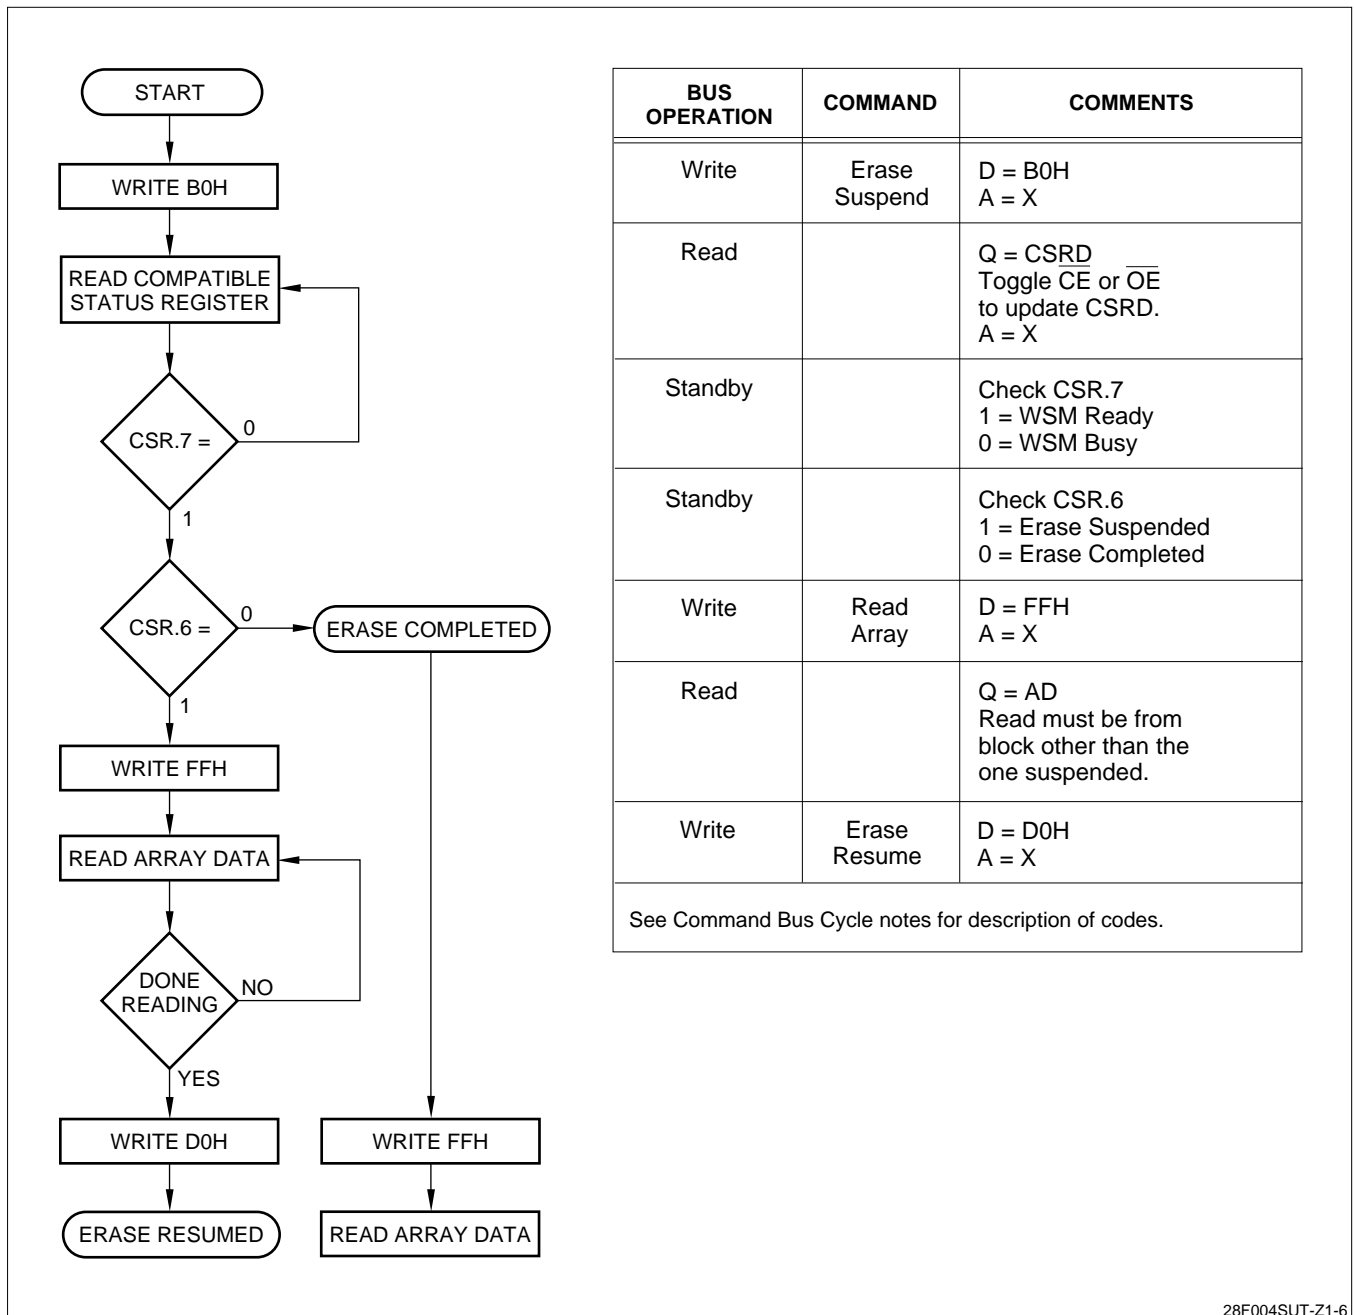 START
WRITE B0H
READ COMPATIBLE
STATUS REGISTER
CSR.7 =
0
1
CSR.6 =
0
ERASE COMPLETED
1
WRITE FFH
READ ARRAY DATA
DONE
READING
NO
YES
WRITE D0H
WRITE FFH
ERASE RESUMED
READ ARRAY DATA
BUS
OPERATION
COMMAND
COMMENTS
Write
Erase
Suspend
D = B0H
A = X
Read
Q = CSRD
Toggle C̅E̅ or O̅E̅
to update CSRD.
A = X
Standby
Check CSR.7
1 = WSM Ready
0 = WSM Busy
Standby
Check CSR.6
1 = Erase Suspended
0 = Erase Completed
Write
Read
Array
D = FFH
A = X
Read
Q = AD
Read must be from
block other than the
one suspended.
Write
Erase
Resume
D = D0H
A = X
See Command Bus Cycle notes for description of codes.
28F004SUT-Z1-6